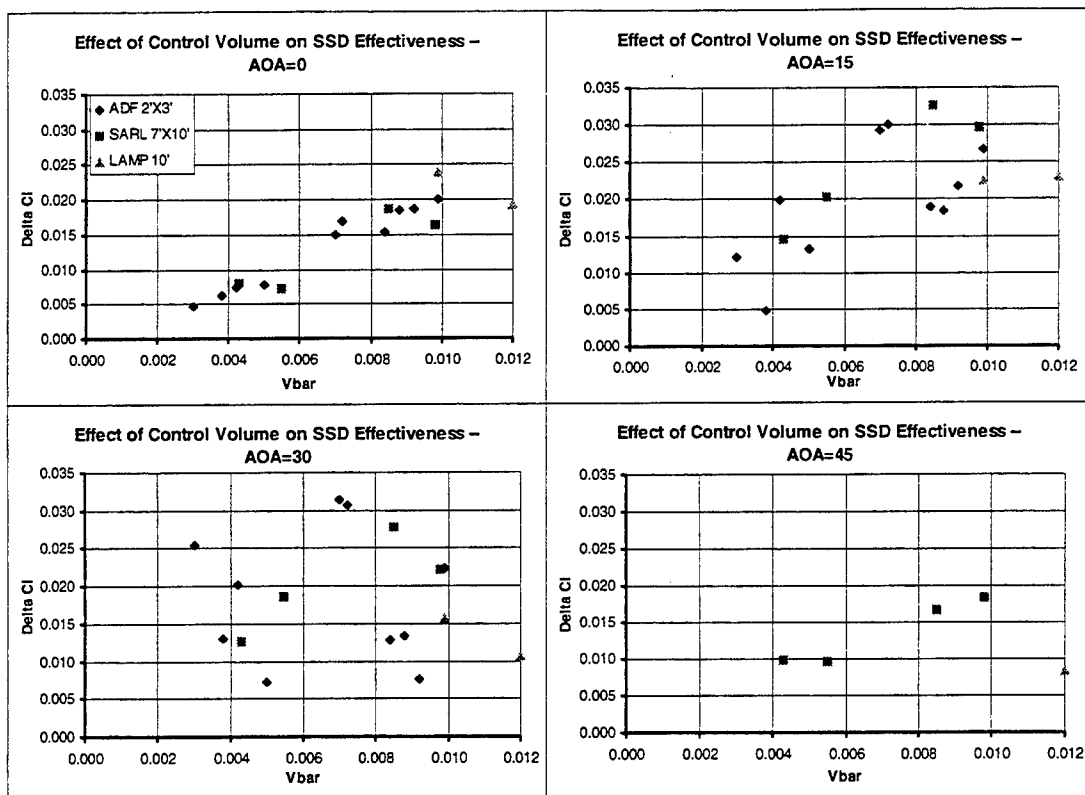 Effect of Control Volume on SSD Effectiveness –
AOA=0
0.035
0.030
0.025
0.020
0.015
0.010
0.005
0.000
Delta Cl
ADF 2'X3'
SARL 7'X10'
LAMP 10'
0.000 0.002 0.004 0.006 0.008 0.010 0.012
Vbar
Effect of Control Volume on SSD Effectiveness –
AOA=15
0.035
0.030
0.025
0.020
0.015
0.010
0.005
0.000
Delta Cl
0.000 0.002 0.004 0.006 0.008 0.010 0.012
Vbar
Effect of Control Volume on SSD Effectiveness –
AOA=30
0.035
0.030
0.025
0.020
0.015
0.010
0.005
0.000
Delta Cl
0.000 0.002 0.004 0.006 0.008 0.010 0.012
Vbar
Effect of Control Volume on SSD Effectiveness –
AOA=45
0.035
0.030
0.025
0.020
0.015
0.010
0.005
0.000
Delta Cl
0.000 0.002 0.004 0.006 0.008 0.010 0.012
Vbar